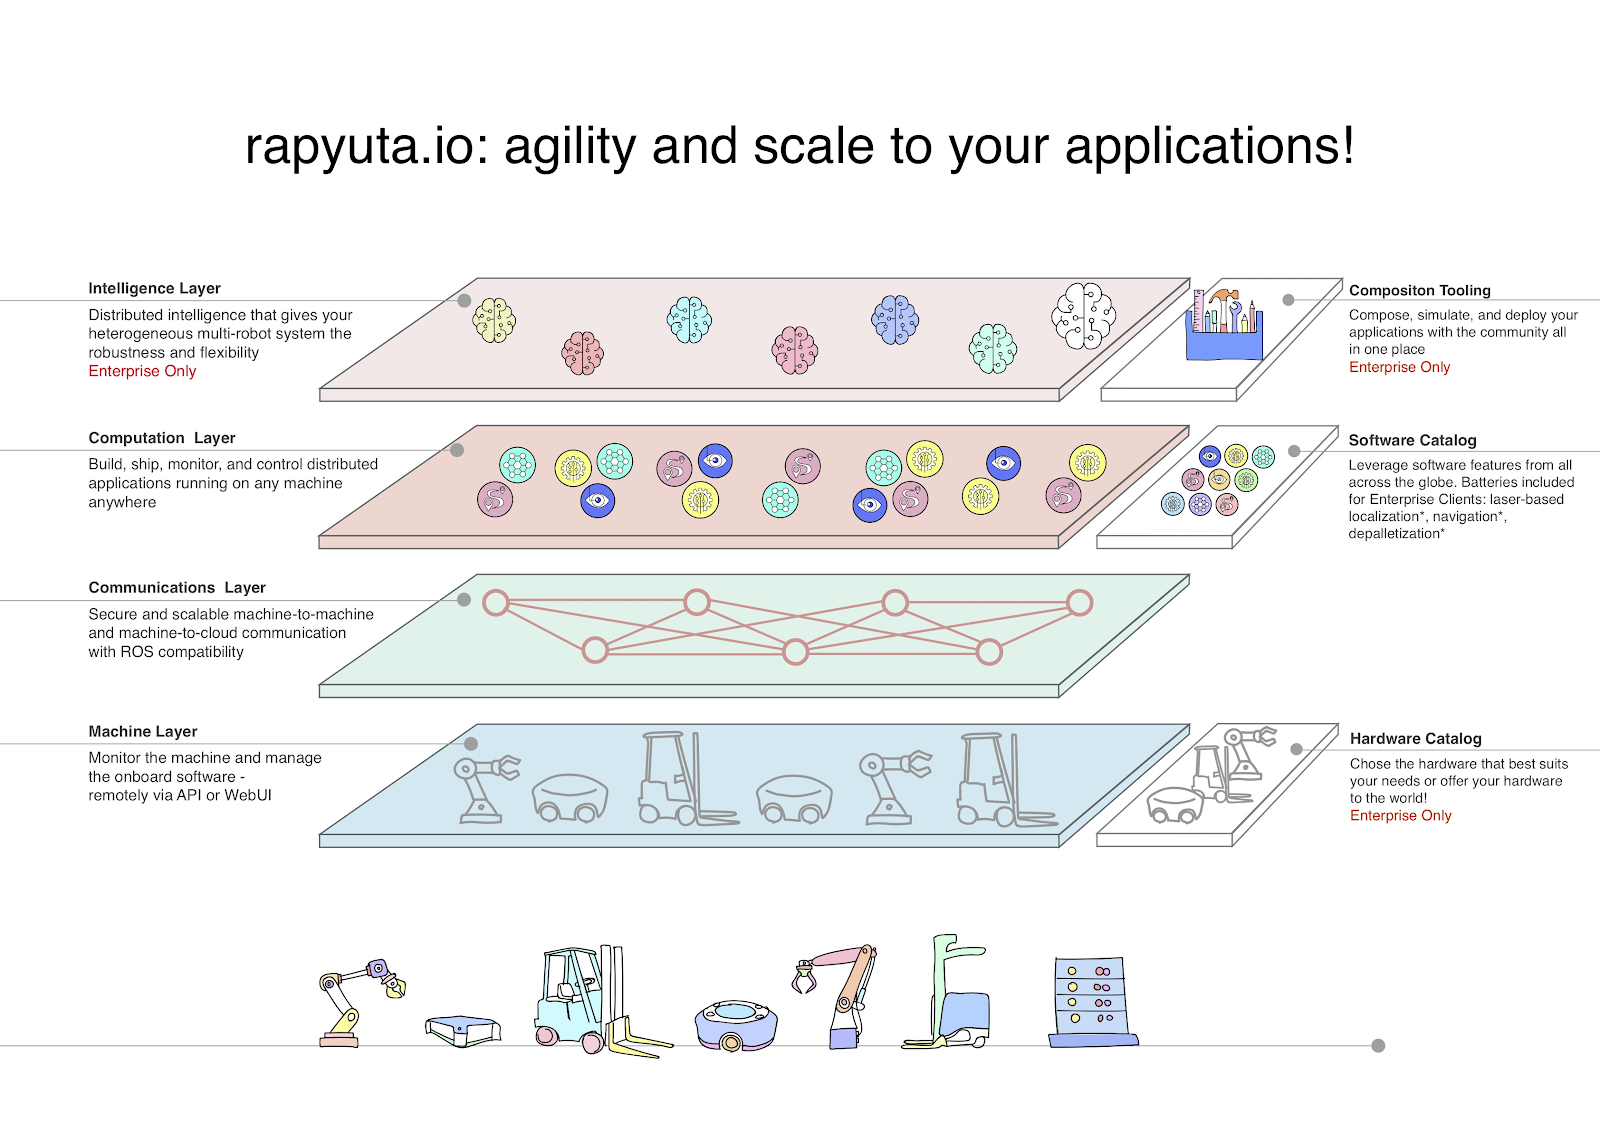 rapyuta.io: agility and scale to your applications!
Intelligence Layer
Distributed intelligence that gives your
heterogeneous multi-robot system the
robustness and flexibility
Enterprise Only
Compositon Tooling
Compose, simulate, and deploy your
applications with the community all
in one place
Enterprise Only
Computation Layer
Build, ship, monitor, and control distributed
applications running on any machine
anywhere
Software Catalog
Leverage software features from all
across the globe. Batteries included
for Enterprise Clients: laser-based
localization*, navigation*,
depalletization*
Communications Layer
Secure and scalable machine-to-machine
and machine-to-cloud communication
with ROS compatibility
Machine Layer
Monitor the machine and manage
the onboard software -
remotely via API or WebUI
Hardware Catalog
Chose the hardware that best suits
your needs or offer your hardware
to the world!
Enterprise Only